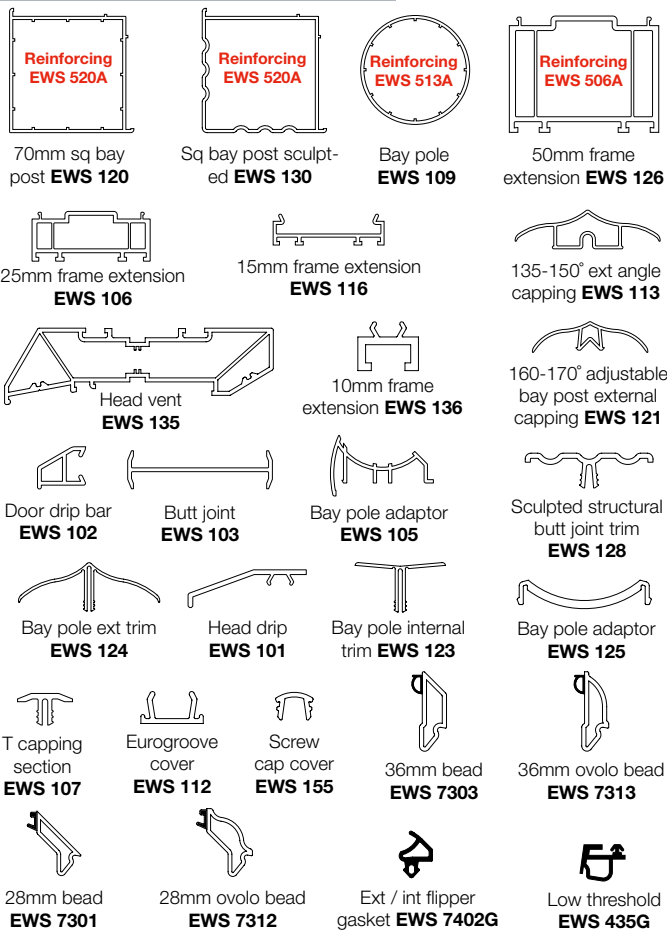 Reinforcing
EWS 520A
Reinforcing
EWS 520A
Reinforcing
EWS 513A
Reinforcing
EWS 506A
70mm sq bay
post EWS 120
Sq bay post sculpt-
ed EWS 130
Bay pole
EWS 109
50mm frame
extension EWS 126
25mm frame extension
EWS 106
15mm frame extension
EWS 116
135-150° ext angle
capping EWS 113
Head vent
EWS 135
10mm frame
extension EWS 136
160-170° adjustable
bay post external
capping EWS 121
Door drip bar
EWS 102
Butt joint
EWS 103
Bay pole adaptor
EWS 105
Sculpted structural
butt joint trim
EWS 128
Bay pole ext trim
EWS 124
Head drip
EWS 101
Bay pole internal
trim EWS 123
Bay pole adaptor
EWS 125
T capping
section
EWS 107
Eurogroove
cover
EWS 112
Screw
cap cover
EWS 155
36mm bead
EWS 7303
36mm ovolo bead
EWS 7313
28mm bead
EWS 7301
28mm ovolo bead
EWS 7312
Ext / int flipper
gasket EWS 7402G
Low threshold
EWS 435G